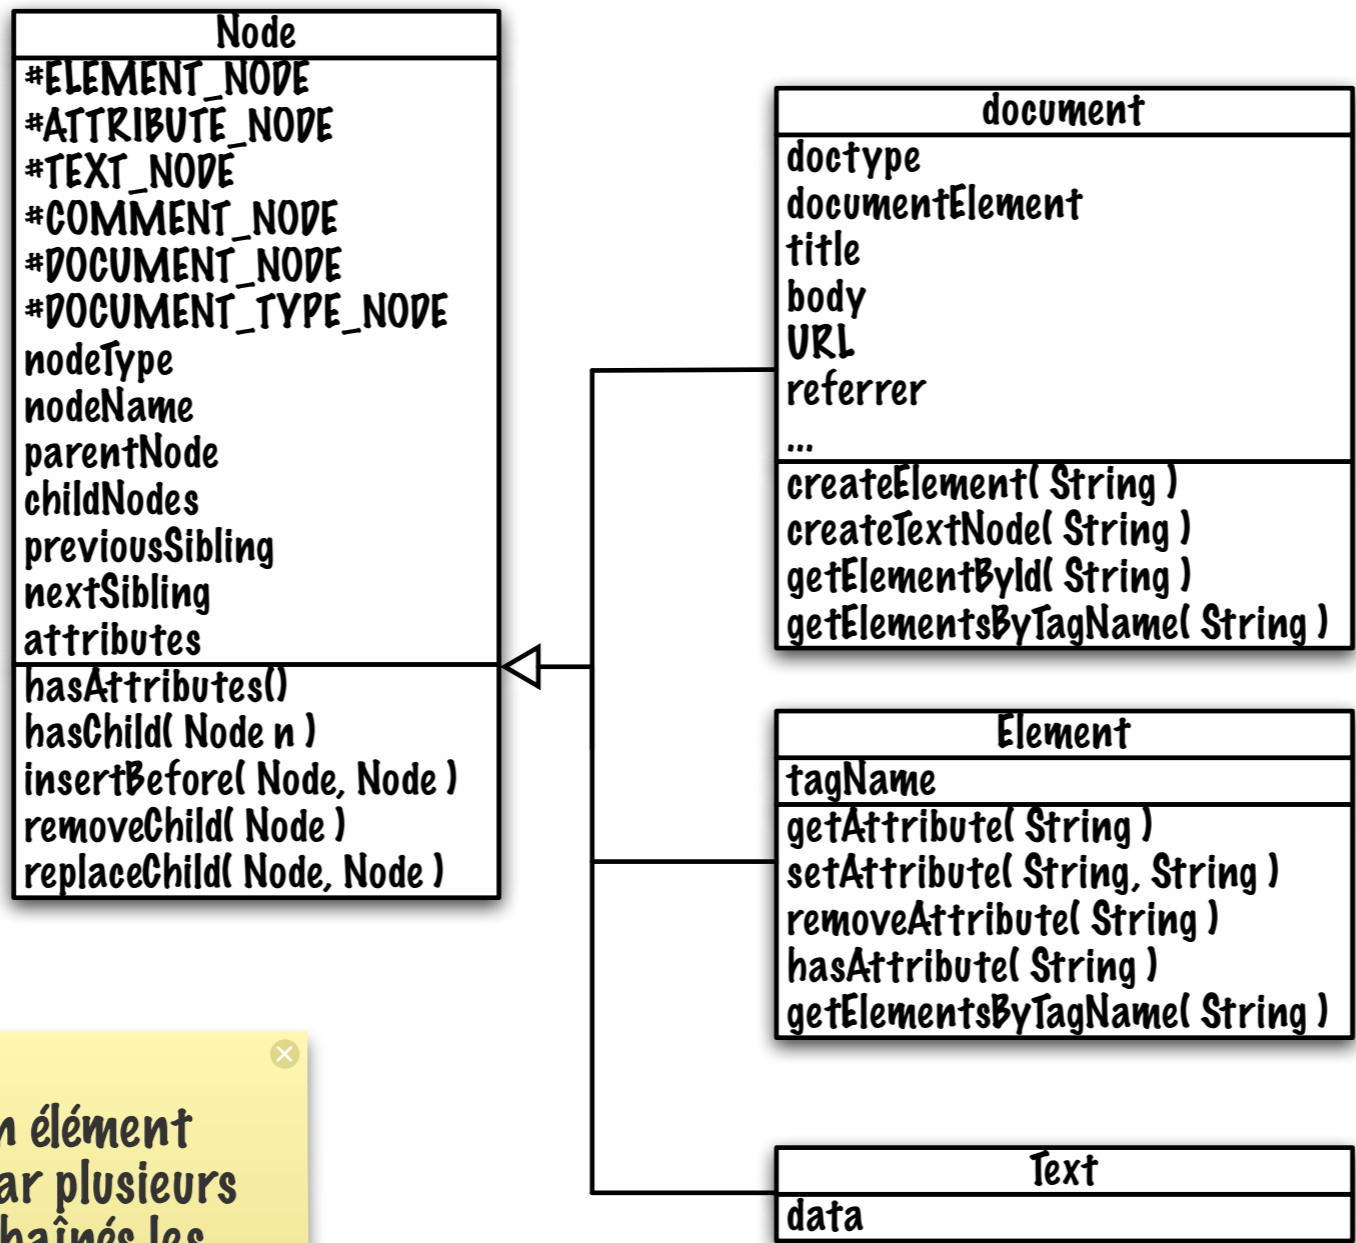 Node
#ELEMENT_NODE
#ATTRIBUTE_NODE
#TEXT_NODE
#COMMENT_NODE
#DOCUMENT_NODE
#DOCUMENT_TYPE_NODE
nodeType
nodeName
parentNode
childNodes
previousSibling
nextSibling
attributes
hasAttributes()
hasChild( Node n )
insertBefore( Node, Node )
removeChild( Node )
replaceChild( Node, Node )
document
doctype
documentElement
title
body
URL
referrer
...
createElement( String )
createTextNode( String )
getElementById( String )
getElementsByTagName( String )
Element
tagName
getAttribute( String )
setAttribute( String, String )
removeAttribute( String )
hasAttribute( String )
getElementsByTagName( String )
Text
data
élément
plusieurs
les